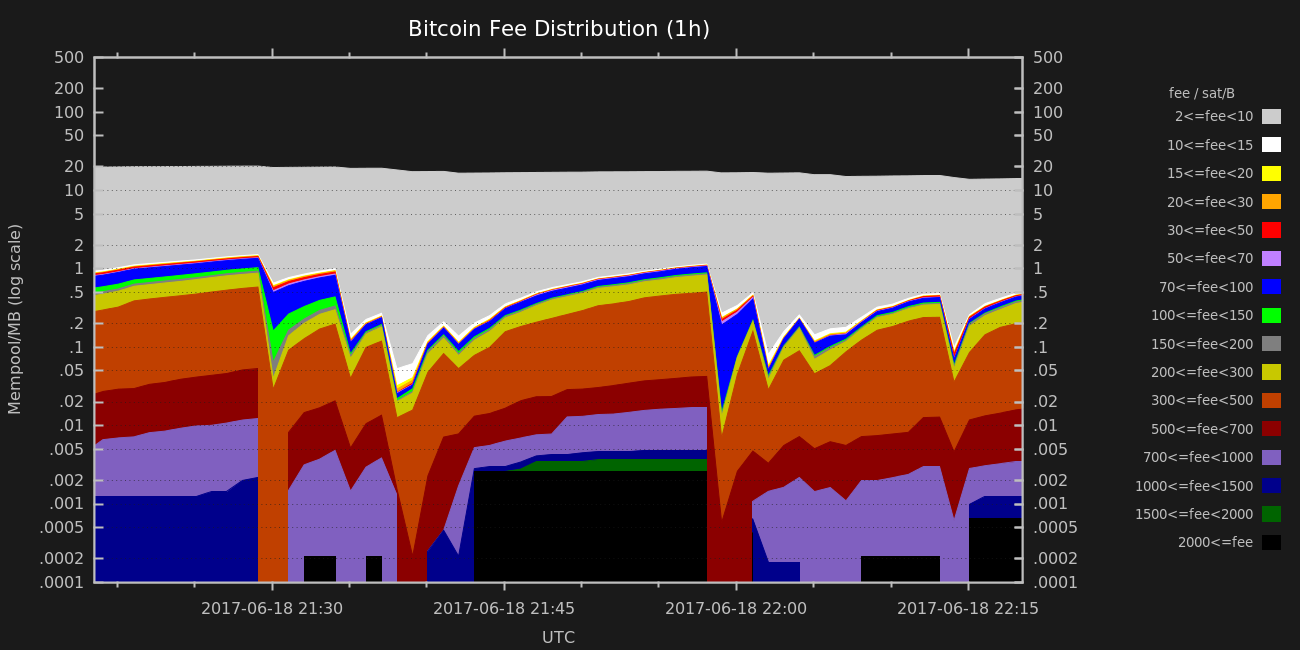 Bitcoin Fee Distribution (1h)
Mempool/MB (log scale)
500
200
100
50
20
10
5
2
1
.5
.2
.1
.05
.02
.01
.005
.002
.001
.0005
.0002
.0001
500
200
100
50
20
10
5
2
1
.5
.2
.1
.05
.02
.01
.005
.002
.001
.0005
.0002
.0001
2017-06-18 21:30 2017-06-18 21:45 2017-06-18 22:00 2017-06-18 22:15
UTC
fee / sat/B
2<=fee<10
10<=fee<15
15<=fee<20
20<=fee<30
30<=fee<50
50<=fee<70
70<=fee<100
100<=fee<150
150<=fee<200
200<=fee<300
300<=fee<500
500<=fee<700
700<=fee<1000
1000<=fee<1500
1500<=fee<2000
2000<=fee